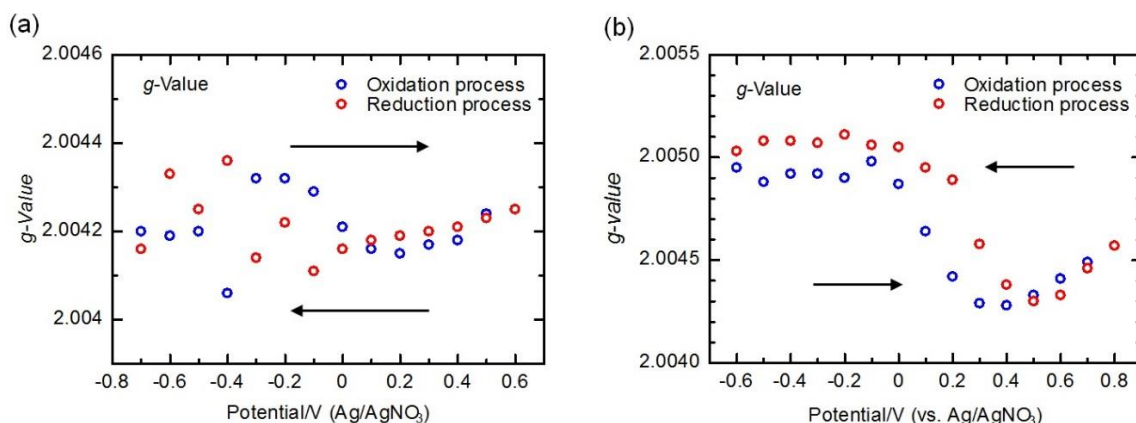 (a)
2.0046
2.0044
2.0042
2.004
g-Value
g-Value
Oxidation process
Reduction process
-0.8 -0.6 -0.4 -0.2 0 0.2 0.4 0.6
Potential/V (Ag/AgNO₃)
(b)
2.0055
2.0050
2.0045
2.0040
g-value
g-Value
Oxidation process
Reduction process
-0.6 -0.4 -0.2 0 0.2 0.4 0.6 0.8
Potential/V (vs. Ag/AgNO₃)